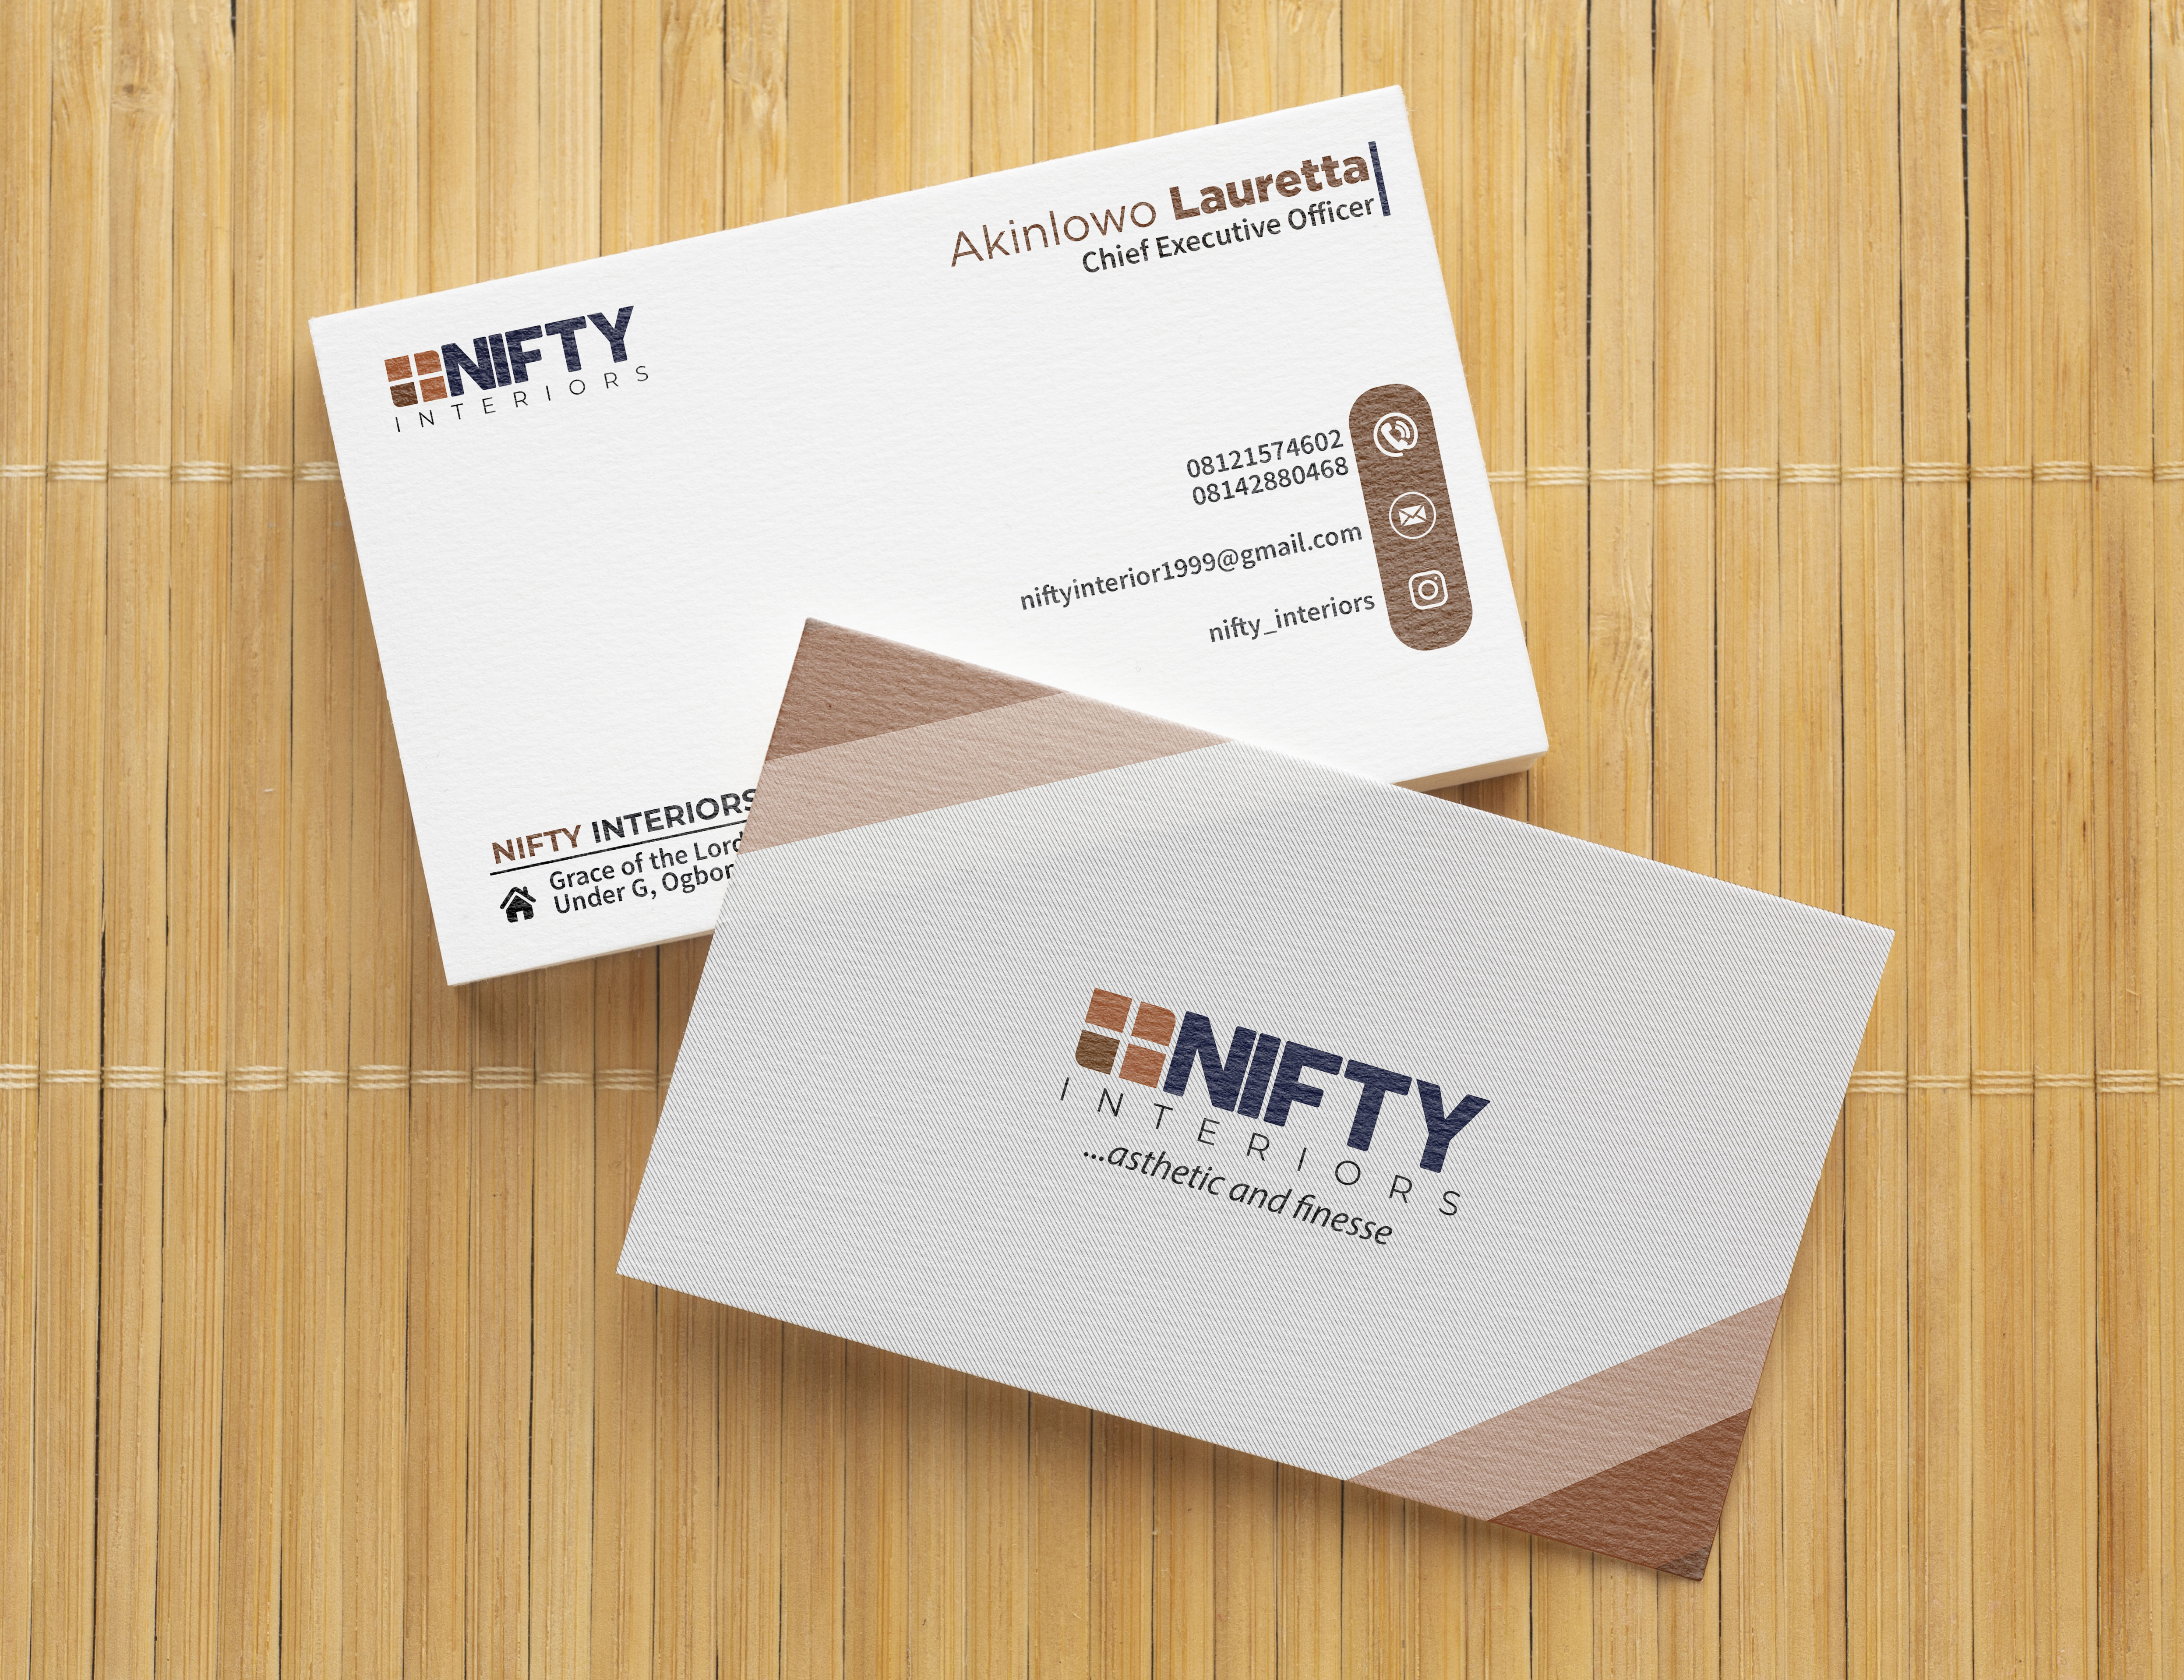 Akinlowo Lauretta
Chief Executive Officer
NIFTY
INTERIORS
08121574602
08142880468
niftyinterior1999@gmail.com
nifty_interiors
NIFTY INTERIORS
Grace of the Lord
Under G,
NIFTY
INTERIORS
...asthetic and finesse